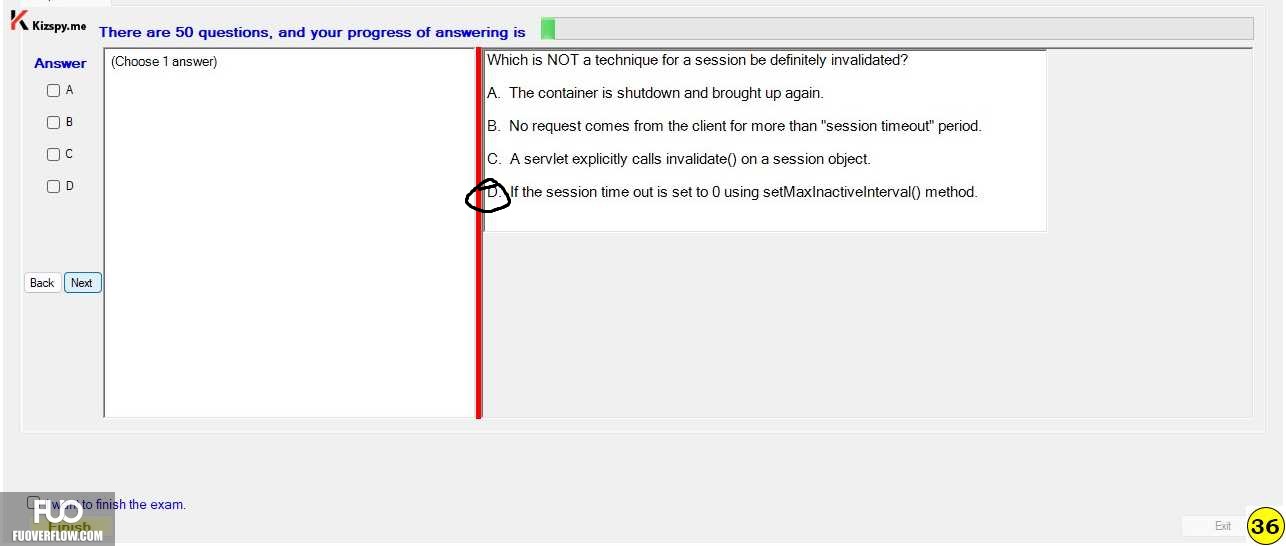 Kizspy.me
There are 50 questions, and your progress of answering is
Answer
(Choose 1 answer)
A
B
C
D
Back
Next
Which is NOT a technique for a session be definitely invalidated?
A. The container is shutdown and brought up again.
B. No request comes from the client for more than "session timeout" period.
C. A servlet explicitly calls invalidate() on a session object.
D. If the session time out is set to 0 using setMaxInactiveInterval() method.
I want to finish the exam.
Finish
FUO
FUOVERFLOW.COM
Exit
36